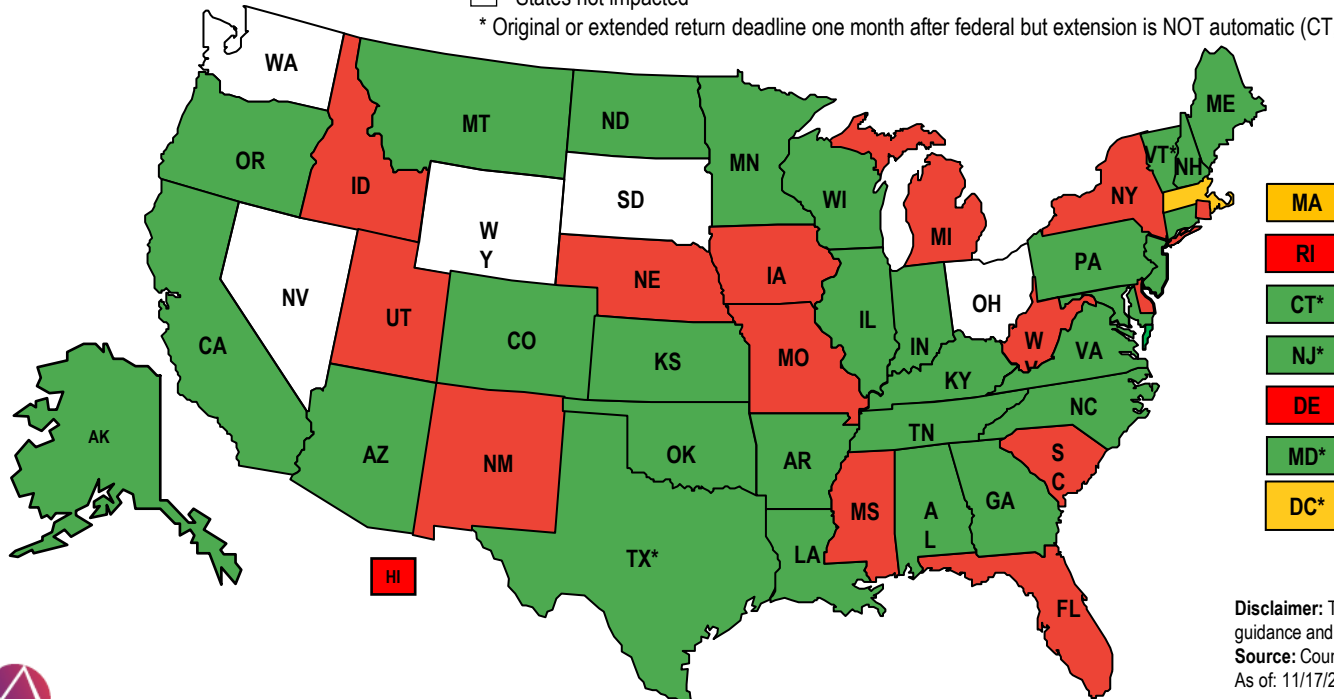 States not impacted
* Original or extended return deadline one month after federal but extension is NOT automatic (CT
WA
MT
ND
MN
ME
VT*
NH
OR
ID
SD
WI
NY
MA
W
Y
MI
RI
NE
IA
PA
CT*
NV
UT
CO
IL
IN
OH
W
V
VA
NJ*
CA
KS
MO
KY
DE
AK
AZ
NM
OK
AR
TN
NC
MD*
S
C
MS
A
L
GA
DC*
TX*
LA
HI
FL
Disclaimer: T
guidance and
Source: Coun
As of: 11/17/2